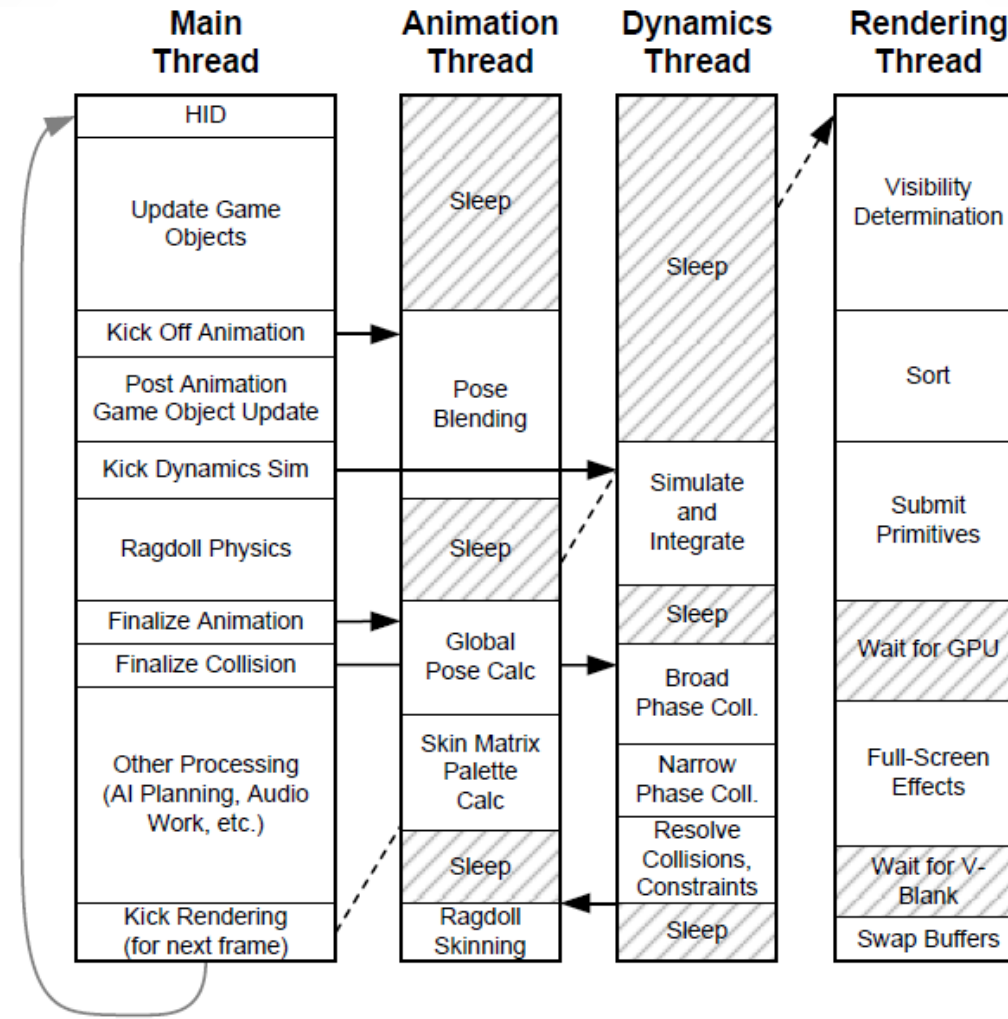 Main
Thread
Animation
Thread
Dynamics
Thread
Rendering
Thread
HID
Update Game
Objects
Kick Off Animation
Post Animation
Game Object Update
Kick Dynamics Sim
Ragdoll Physics
Finalize Animation
Finalize Collision
Other Processing
(AI Planning, Audio
Work, etc.)
Kick Rendering
(for next frame)
Sleep
Pose
Blending
Sleep
Global
Pose Calc
Skin Matrix
Palette
Calc
Sleep
Ragdoll
Skinning
Sleep
Simulate
and
Integrate
Sleep
Broad
Phase Coll.
Narrow
Phase Coll.
Resolve
Collisions,
Constraints
Sleep
Visibility
Determination
Sort
Submit
Primitives
Wait for GPU
Full-Screen
Effects
Wait for V-
Blank
Swap Buffers